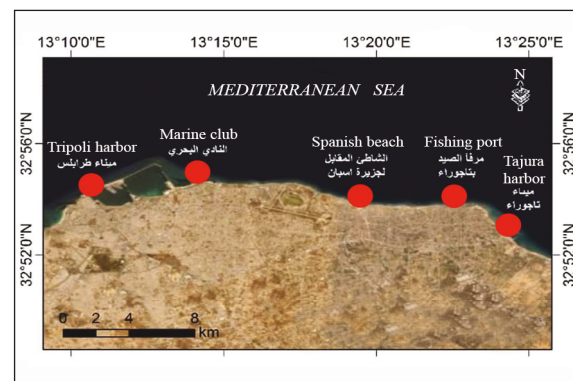 13°10'0"E 13°15'0"E 13°20'0"E 13°25'0"E
MEDITERRANEAN SEA
N
32°56'0"N
32°56'0"N
Tripoli harbor
ميناء طرابلس
Marine club
النادي البحري
Spanish beach
الشاطئ المقابل
لجزيرة اسبان
Fishing port
مرفأ الصيد
بتاجوراء
Tajura
harbor
ميناء
تاجوراء
32°52'0"N
32°52'0"N
0 2 4 8
km